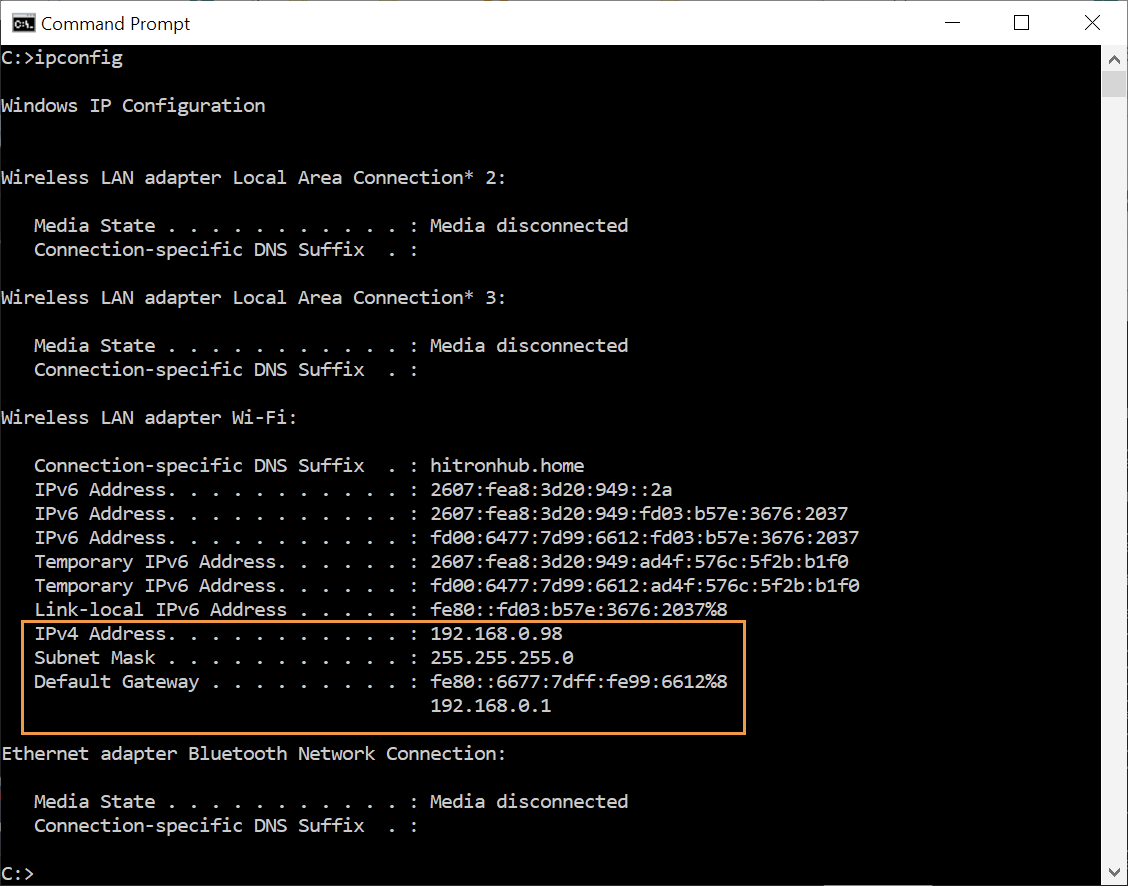 Command Prompt
C:>ipconfig
Windows IP Configuration
Wireless LAN adapter Local Area Connection* 2:
   Media State . . . . . . . . . . . : Media disconnected
   Connection-specific DNS Suffix  . :
Wireless LAN adapter Local Area Connection* 3:
   Media State . . . . . . . . . . . : Media disconnected
   Connection-specific DNS Suffix  . :
Wireless LAN adapter Wi-Fi:
   Connection-specific DNS Suffix  . : hitronhub.home
   IPv6 Address. . . . . . . . . . . : 2607:fea8:3d20:949::2a
   IPv6 Address. . . . . . . . . . . : 2607:fea8:3d20:949:fd03:b57e:3676:2037
   IPv6 Address. . . . . . . . . . . : fd00:6477:7d99:6612:fd03:b57e:3676:2037
   Temporary IPv6 Address. . . . . . : 2607:fea8:3d20:949:ad4f:576c:5f2b:b1f0
   Temporary IPv6 Address. . . . . . : fd00:6477:7d99:6612:ad4f:576c:5f2b:b1f0
   Link-local IPv6 Address . . . . . : fe80::fd03:b57e:3676:2037%8
   IPv4 Address. . . . . . . . . . . : 192.168.0.98
   Subnet Mask . . . . . . . . . . . : 255.255.255.0
   Default Gateway . . . . . . . . . : fe80::6677:7dff:fe99:6612%8
                                       192.168.0.1
Ethernet adapter Bluetooth Network Connection:
   Media State . . . . . . . . . . . : Media disconnected
   Connection-specific DNS Suffix  . :
C:>